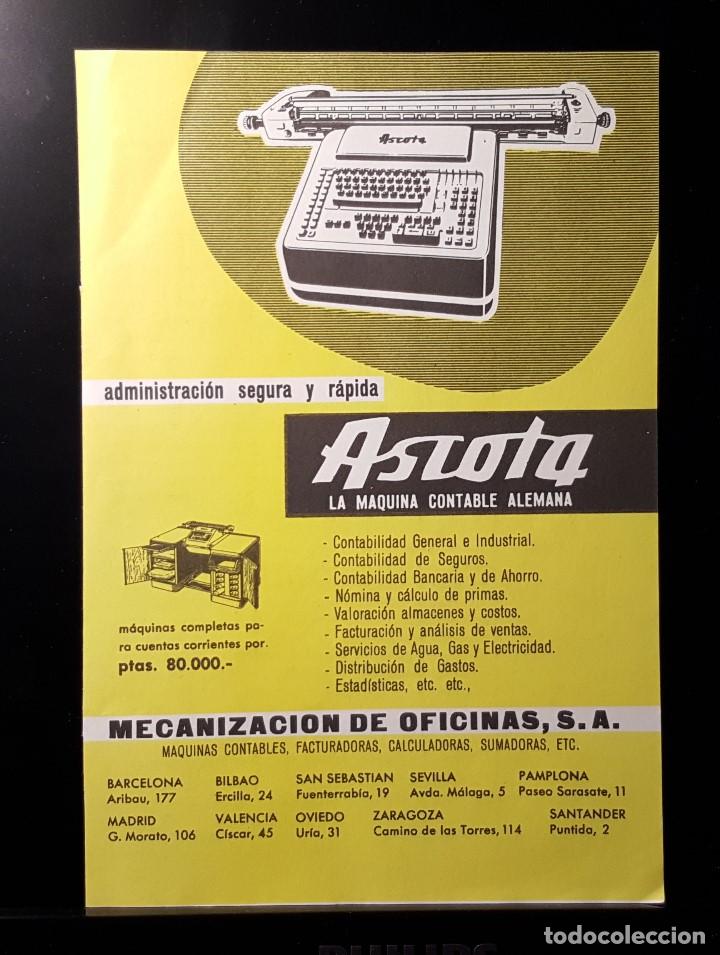 Ascota
administración segura y rápida
Ascota
LA MAQUINA CONTABLE ALEMANA
- Contabilidad General e Industrial.
- Contabilidad de Seguros.
- Contabilidad Bancaria y de Ahorro.
- Nómina y cálculo de primas.
- Valoración almacenes y costos.
- Facturación y análisis de ventas.
- Servicios de Agua, Gas y Electricidad.
- Distribución de Gastos.
- Estadísticas, etc. etc.,
máquinas completas pa-
ra cuentas corrientes por.
ptas. 80.000.-
MECANIZACION DE OFICINAS, S. A.
MAQUINAS CONTABLES, FACTURADORAS, CALCULADORAS, SUMADORAS, ETC.
BARCELONA BILBAO SAN SEBASTIAN SEVILLA PAMPLONA
Aribau, 177 Ercilla, 24 Fuenterrabía, 19 Avda. Málaga, 5 Paseo Sarasate, 11
MADRID VALENCIA OVIEDO ZARAGOZA SANTANDER
G. Morato, 106 Císcar, 45 Uría, 31 Camino de las Torres, 114 Puntida, 2
PHILIPS
todocoleccion